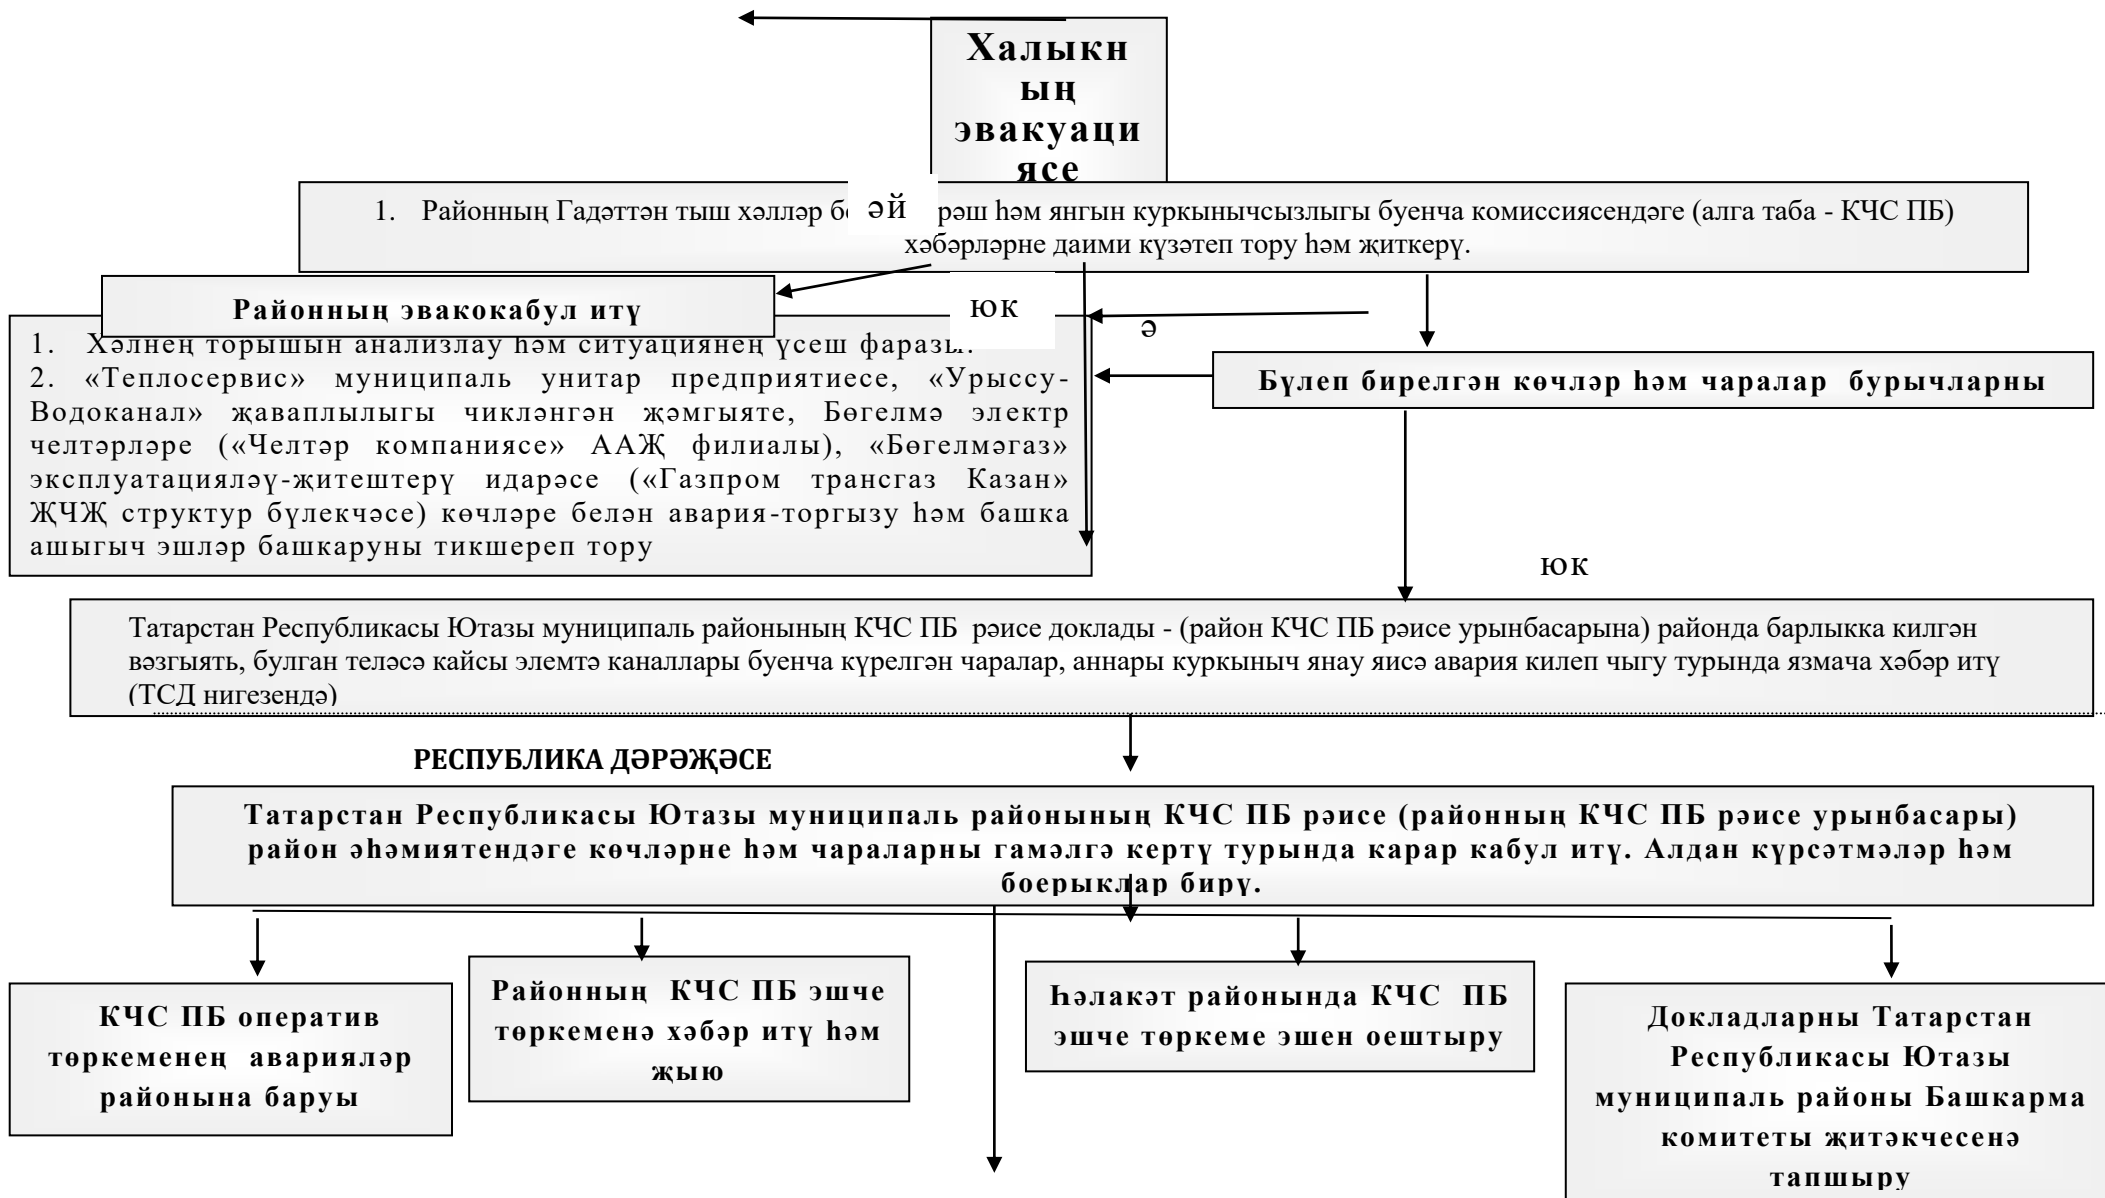 Халыкн
ың
эвакуаци
ясе
1. Районның Гадәттән тыш хәлләр бе
әй
рәш һәм янгын куркынычсызлыгы буенча комиссиясендәге (алга таба - КЧС ПБ)
хәбәрләрне даими күзәтеп тору һәм җиткерү.
Районның эвакокабул итү
юк
ә
1. Хәлнең торышын анализлау һәм ситуациянең үсеш фаразы.
2. «Теплосервис» муниципаль унитар предприятиесе, «Урыссу-
Водоканал» җаваплылыгы чикләнгән җәмгыяте, Бөгелмә электр
челтәрләре («Челтәр компаниясе» ААҖ филиалы), «Бөгелмәгаз»
эксплуатацияләү-җитештерү идарәсе («Газпром трансгаз Казан»
ҖЧҖ структур бүлекчәсе) көчләре белән авария-торгызу һәм башка
ашыгыч эшләр башкаруны тикшереп тору
Бүлеп бирелгән көчләр һәм чаралар бурычларны
юк
Татарстан Республикасы Ютазы муниципаль районының КЧС ПБ рәисе доклады - (район КЧС ПБ рәисе урынбасарына) районда барлыкка килгән
вәзгыять, булган теләсә кайсы элемтә каналлары буенча күрелгән чаралар, аннары куркыныч янау яисә авария килеп чыгу турында язмача хәбәр итү
(ТСД нигезендә)
РЕСПУБЛИКА ДӘРӘҖӘСЕ
Татарстан Республикасы Ютазы муниципаль районының КЧС ПБ рәисе (районның КЧС ПБ рәисе урынбасары)
район әһәмиятендәге көчләрне һәм чараларны гамәлгә кертү турында карар кабул итү. Алдан күрсәтмәләр һәм
боерыклар бирү.
КЧС ПБ оператив
төркеменең аварияләр
районына баруы
Районның КЧС ПБ эшче
төркеменә хәбәр итү һәм
җыю
Һәлакәт районында КЧС ПБ
эшче төркеме эшен оештыру
Докладларны Татарстан
Республикасы Ютазы
муниципаль районы Башкарма
комитеты җитәкчесенә
тапшыру